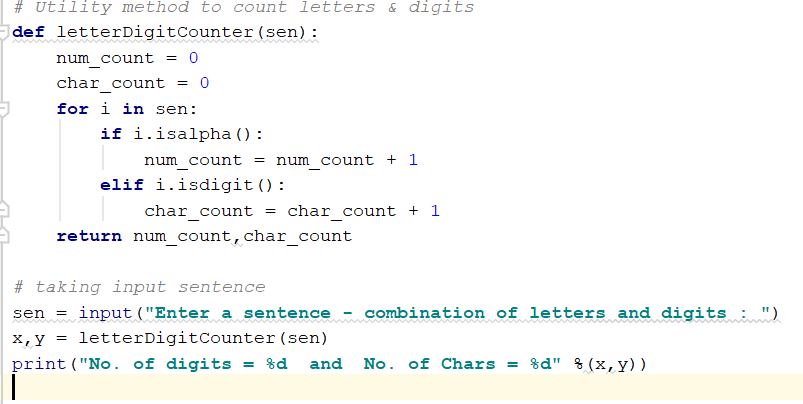 # Utility method to count letters & digits
def letterDigitCounter(sen):
    num_count = 0
    char_count = 0
    for i in sen:
        if i.isalpha():
            num_count = num_count + 1
        elif i.isdigit():
            char_count = char_count + 1
    return num_count,char_count

# taking input sentence
sen = input("Enter a sentence - combination of letters and digits : ")
x,y = letterDigitCounter(sen)
print("No. of digits = %d  and  No. of Chars = %d" %(x,y))